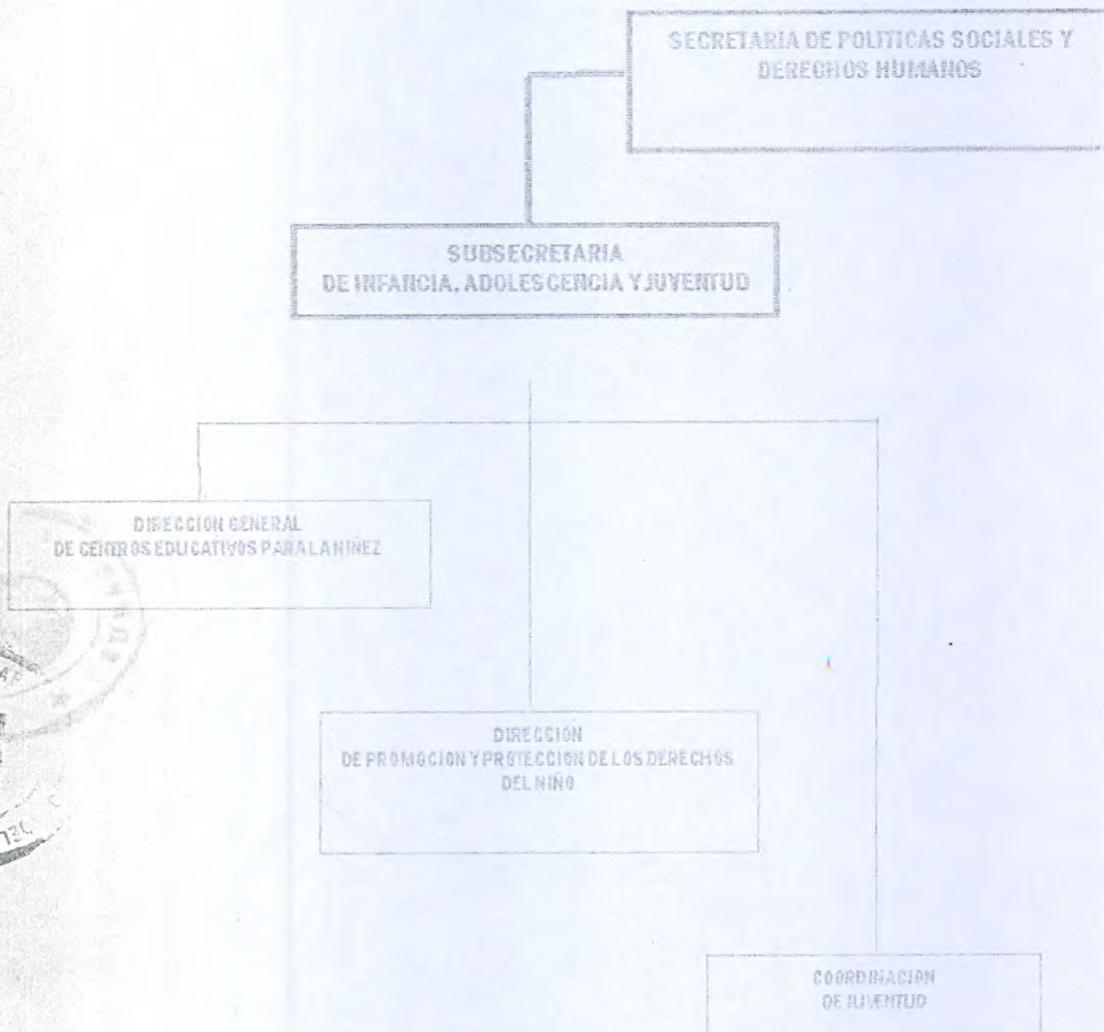 SECRETARIA DE POLITICAS SOCIALES Y
DERECHOS HUMANOS
SUBSECRETARIA
DE INFANCIA, ADOLESCENCIA Y JUVENTUD
DIRECCION GENERAL
DE CENTROS EDUCATIVOS PARA LA NIÑEZ
DIRECCION
DE PROMOCION Y PROTECCION DE LOS DERECHOS
DEL NIÑO
COORDINACION
DE JUVENTUD